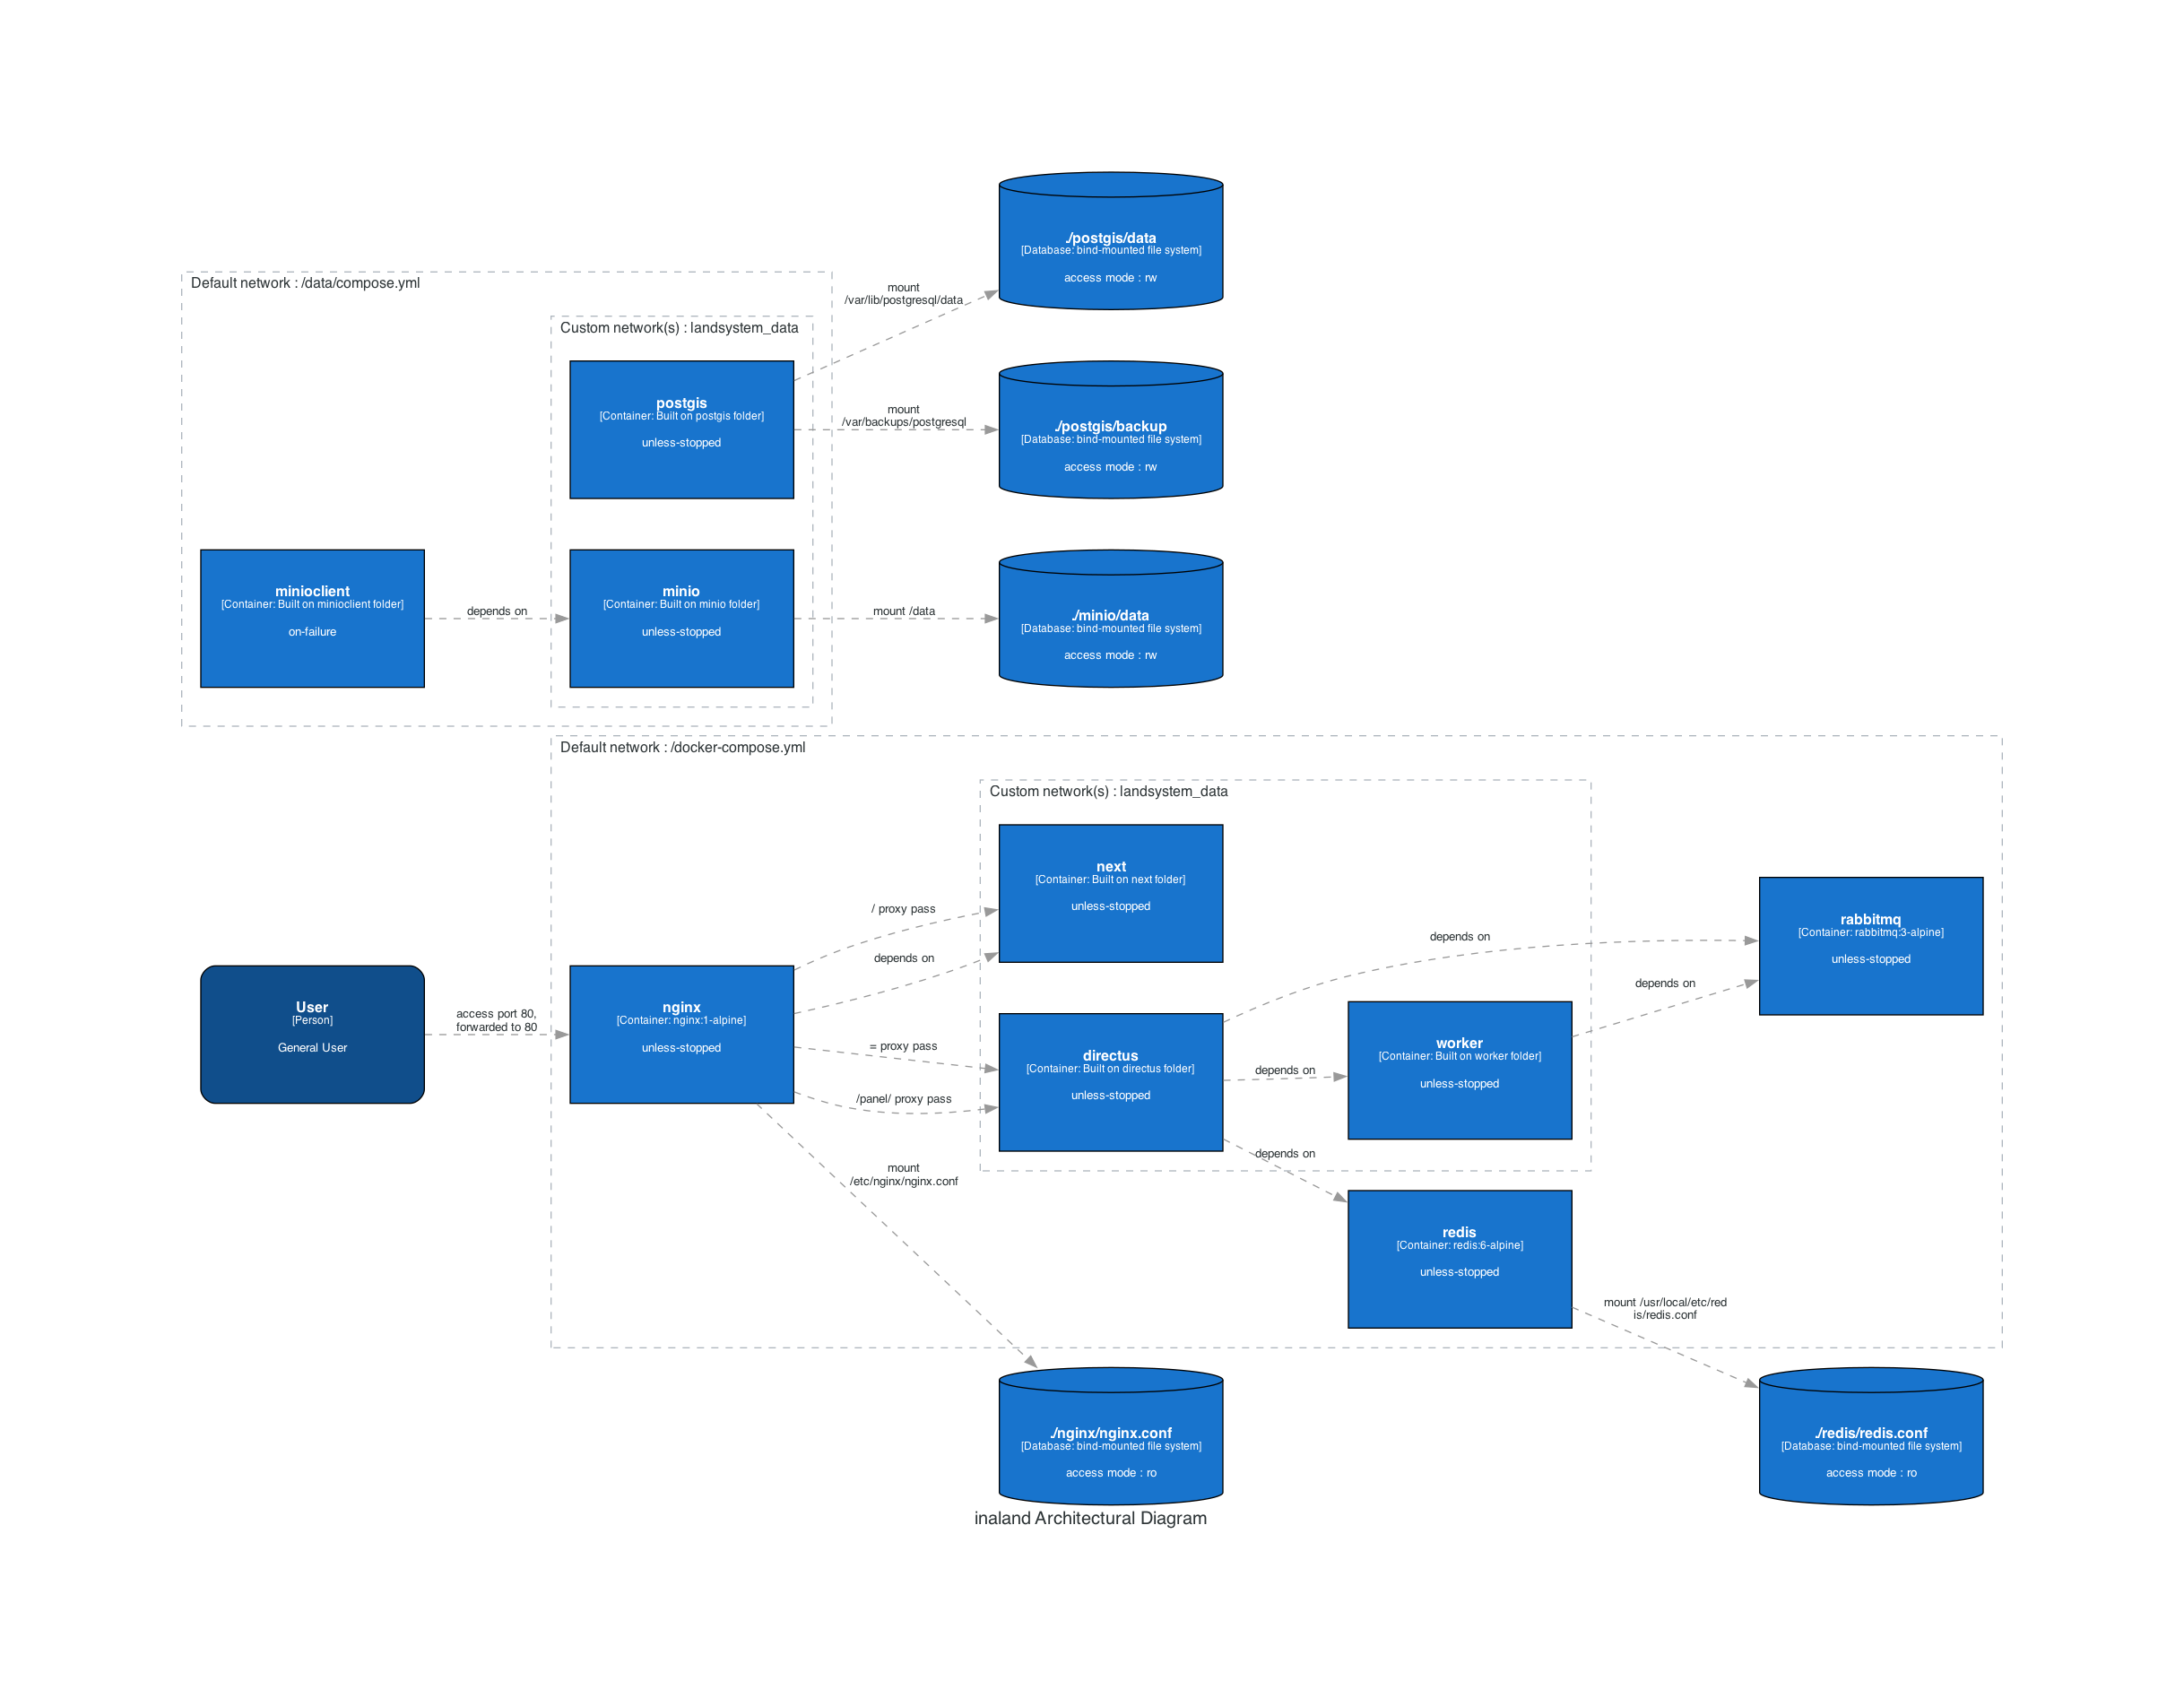 ./postgis/data
[Database: bind-mounted file system]
access mode : rw
Default network : /data/compose.yml
mount
/var/lib/postgresql/data
Custom network(s) : landsystem_data
postgis
[Container: Built on postgis folder]
unless-stopped
mount
/var/backups/postgresql
./postgis/backup
[Database: bind-mounted file system]
access mode : rw
minioclient
[Container: Built on minioclient folder]
on-failure
depends on
minio
[Container: Built on minio folder]
unless-stopped
mount /data
./minio/data
[Database: bind-mounted file system]
access mode : rw
Default network : /docker-compose.yml
Custom network(s) : landsystem_data
next
[Container: Built on next folder]
unless-stopped
/ proxy pass
depends on
depends on
rabbitmq
[Container: rabbitmq:3-alpine]
unless-stopped
depends on
User
[Person]
General User
access port 80,
forwarded to 80
nginx
[Container: nginx:1-alpine]
unless-stopped
= proxy pass
/panel/ proxy pass
directus
[Container: Built on directus folder]
unless-stopped
depends on
worker
[Container: Built on worker folder]
unless-stopped
depends on
mount
/etc/nginx/nginx.conf
redis
[Container: redis:6-alpine]
unless-stopped
mount /usr/local/etc/red
is/redis.conf
./nginx/nginx.conf
[Database: bind-mounted file system]
access mode : ro
./redis/redis.conf
[Database: bind-mounted file system]
access mode : ro
inaland Architectural Diagram